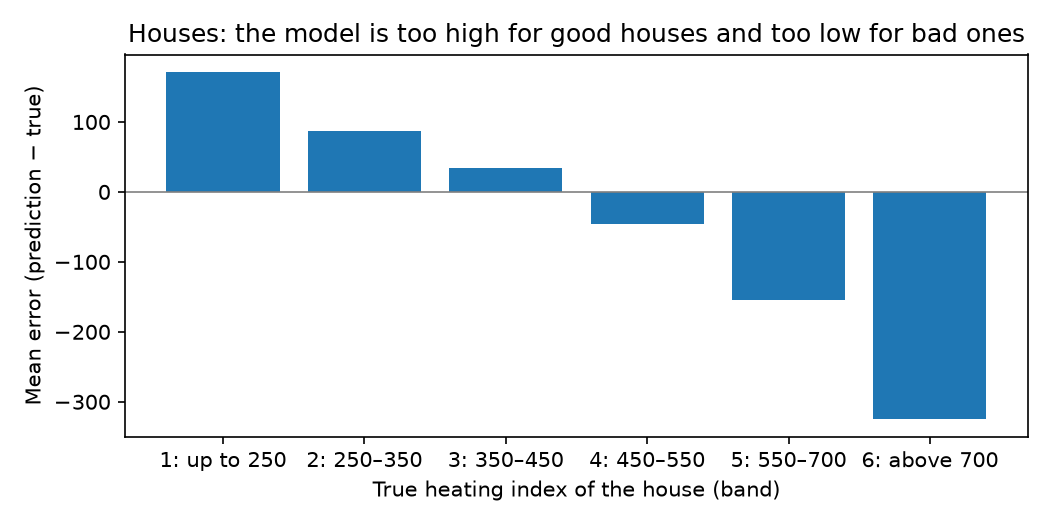 Houses: the model is too high for good houses and too low for bad ones
Mean error (prediction − true)
100
0
−100
−200
−300
1: up to 250
2: 250–350
3: 350–450
4: 450–550
5: 550–700
6: above 700
True heating index of the house (band)